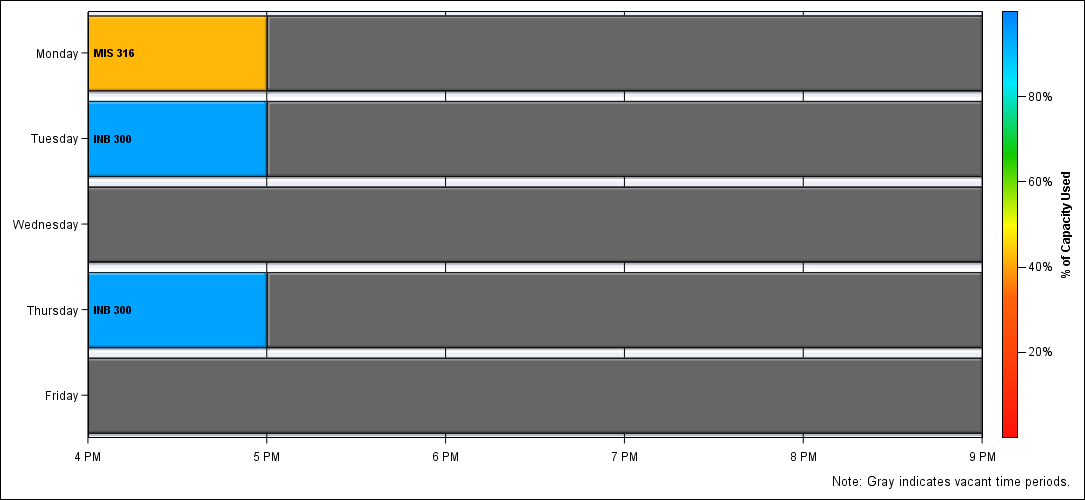 Monday
MIS 316
Tuesday
INB 300
Wednesday
Thursday
INB 300
Friday
4 PM 5 PM 6 PM 7 PM 8 PM 9 PM
80%
60%
40%
20%
% of Capacity Used
Note: Gray indicates vacant time periods.